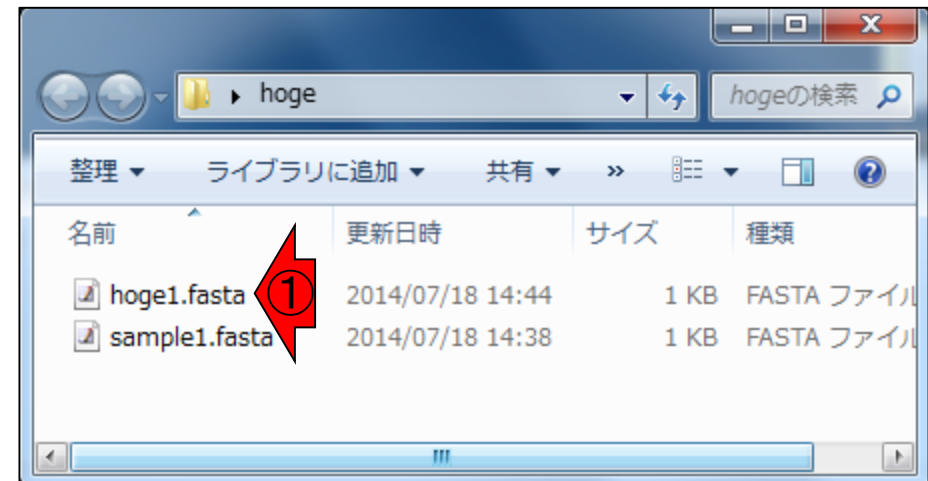 hoge
hogeの検索
整理 ライブラリに追加 共有 »
名前 更新日時 サイズ 種類
hoge1.fasta ① 2014/07/18 14:44 1 KB FASTA ファイル
sample1.fasta 2014/07/18 14:38 1 KB FASTA ファイル